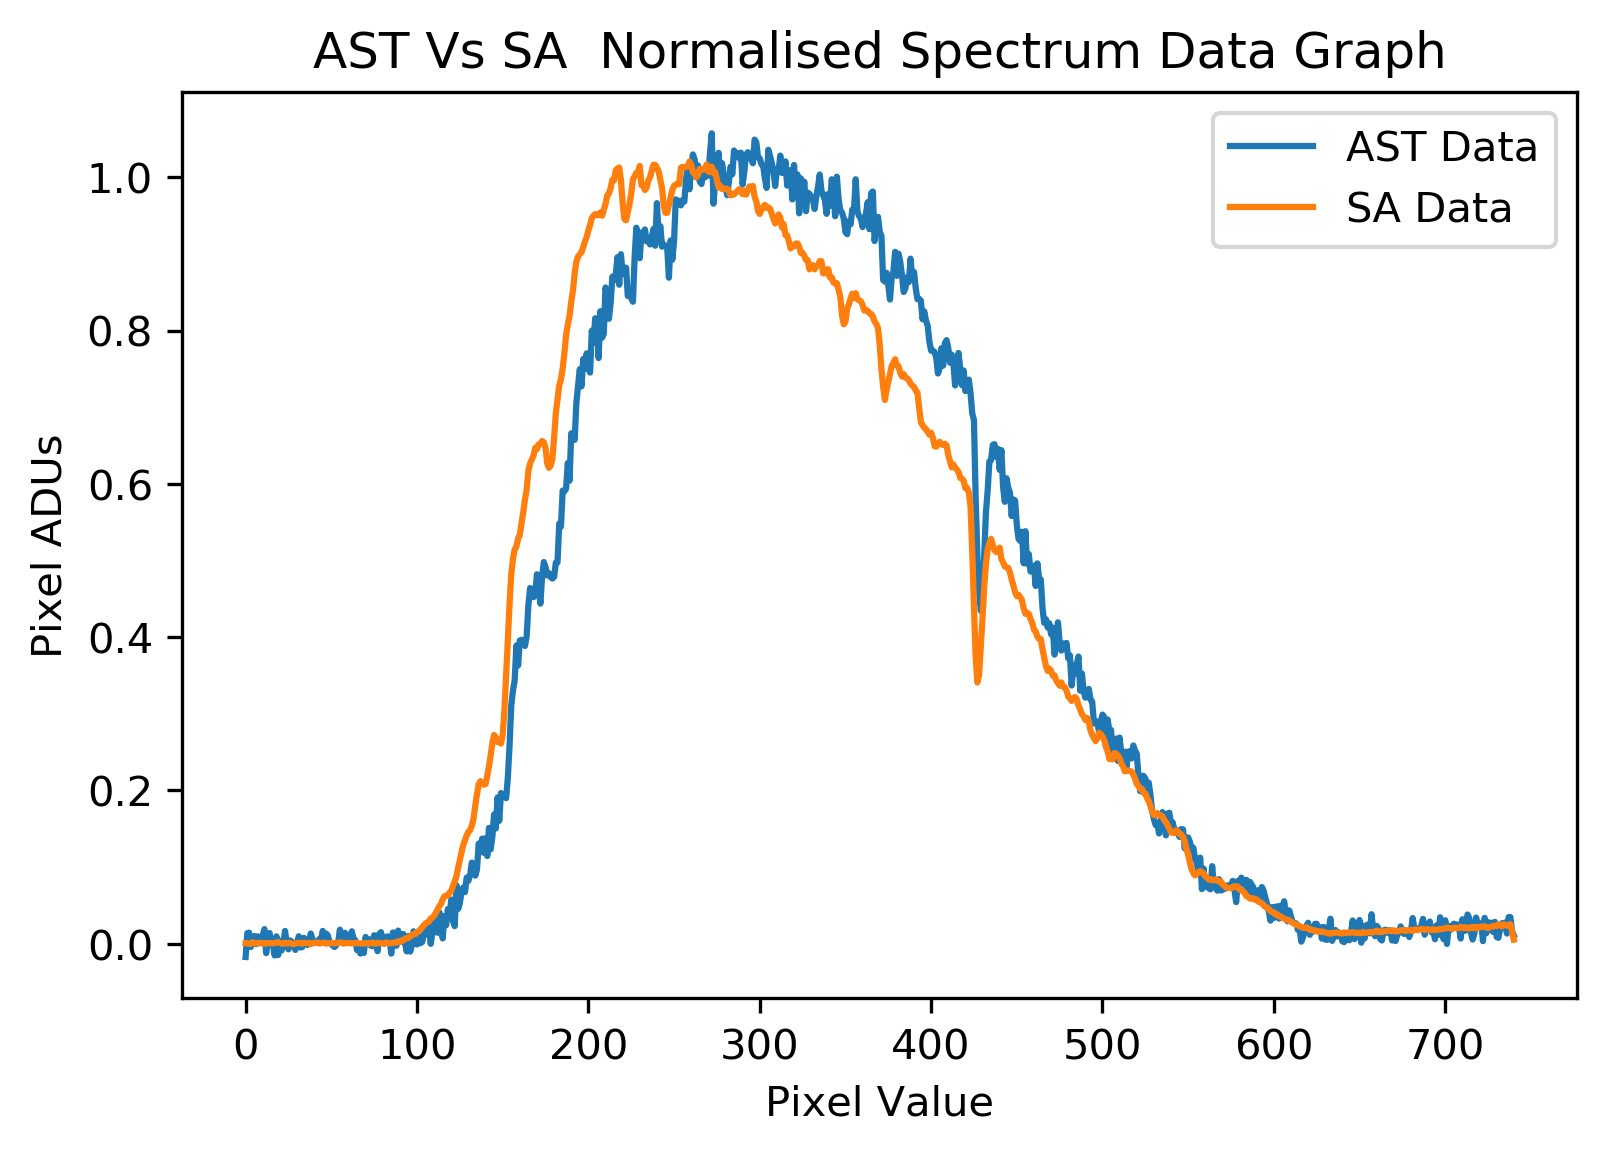 AST Vs SA  Normalised Spectrum Data Graph
AST Data
SA Data
Pixel ADUs
1.0
0.8
0.6
0.4
0.2
0.0
0 100 200 300 400 500 600 700
Pixel Value